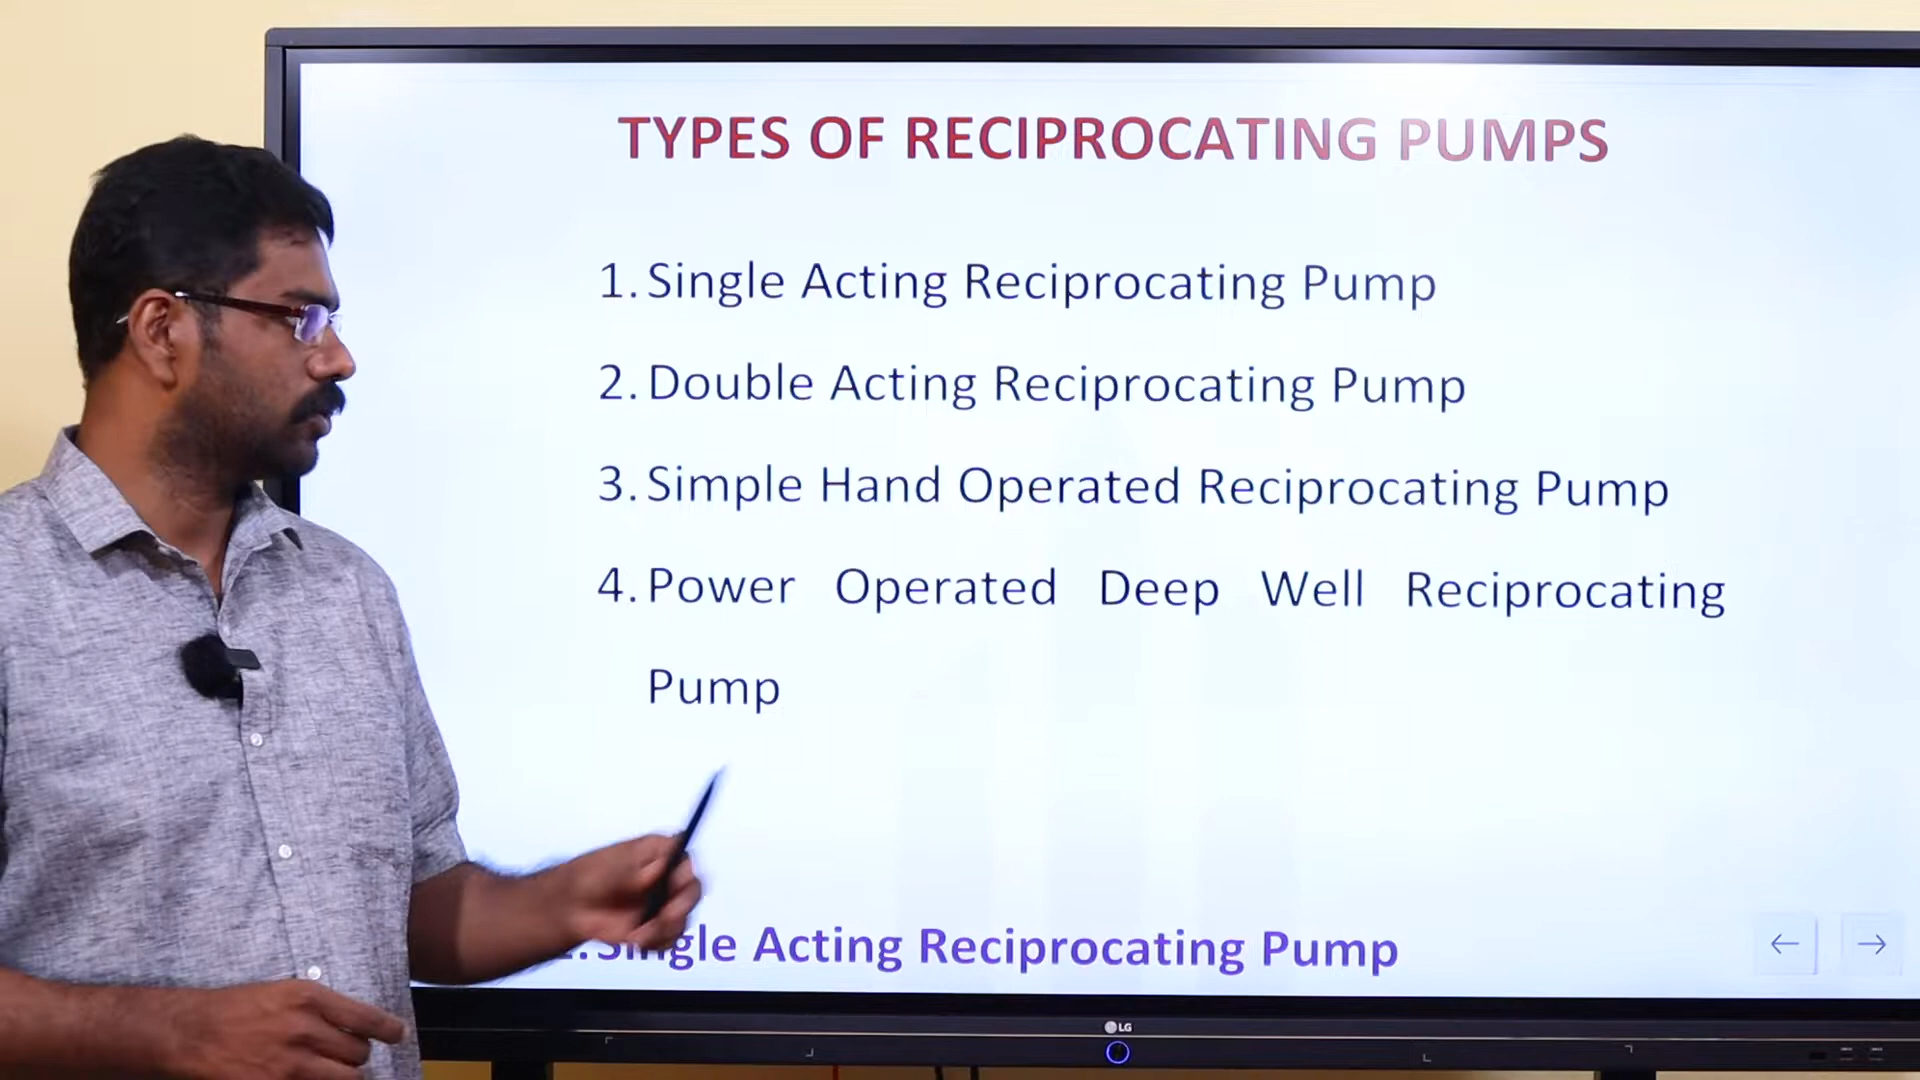 TYPES OF RECIPROCATING PUMPS
1. Single Acting Reciprocating Pump
2. Double Acting Reciprocating Pump
3. Simple Hand Operated Reciprocating Pump
4. Power Operated Deep Well Reciprocating
Pump
Single Acting Reciprocating Pump
LG